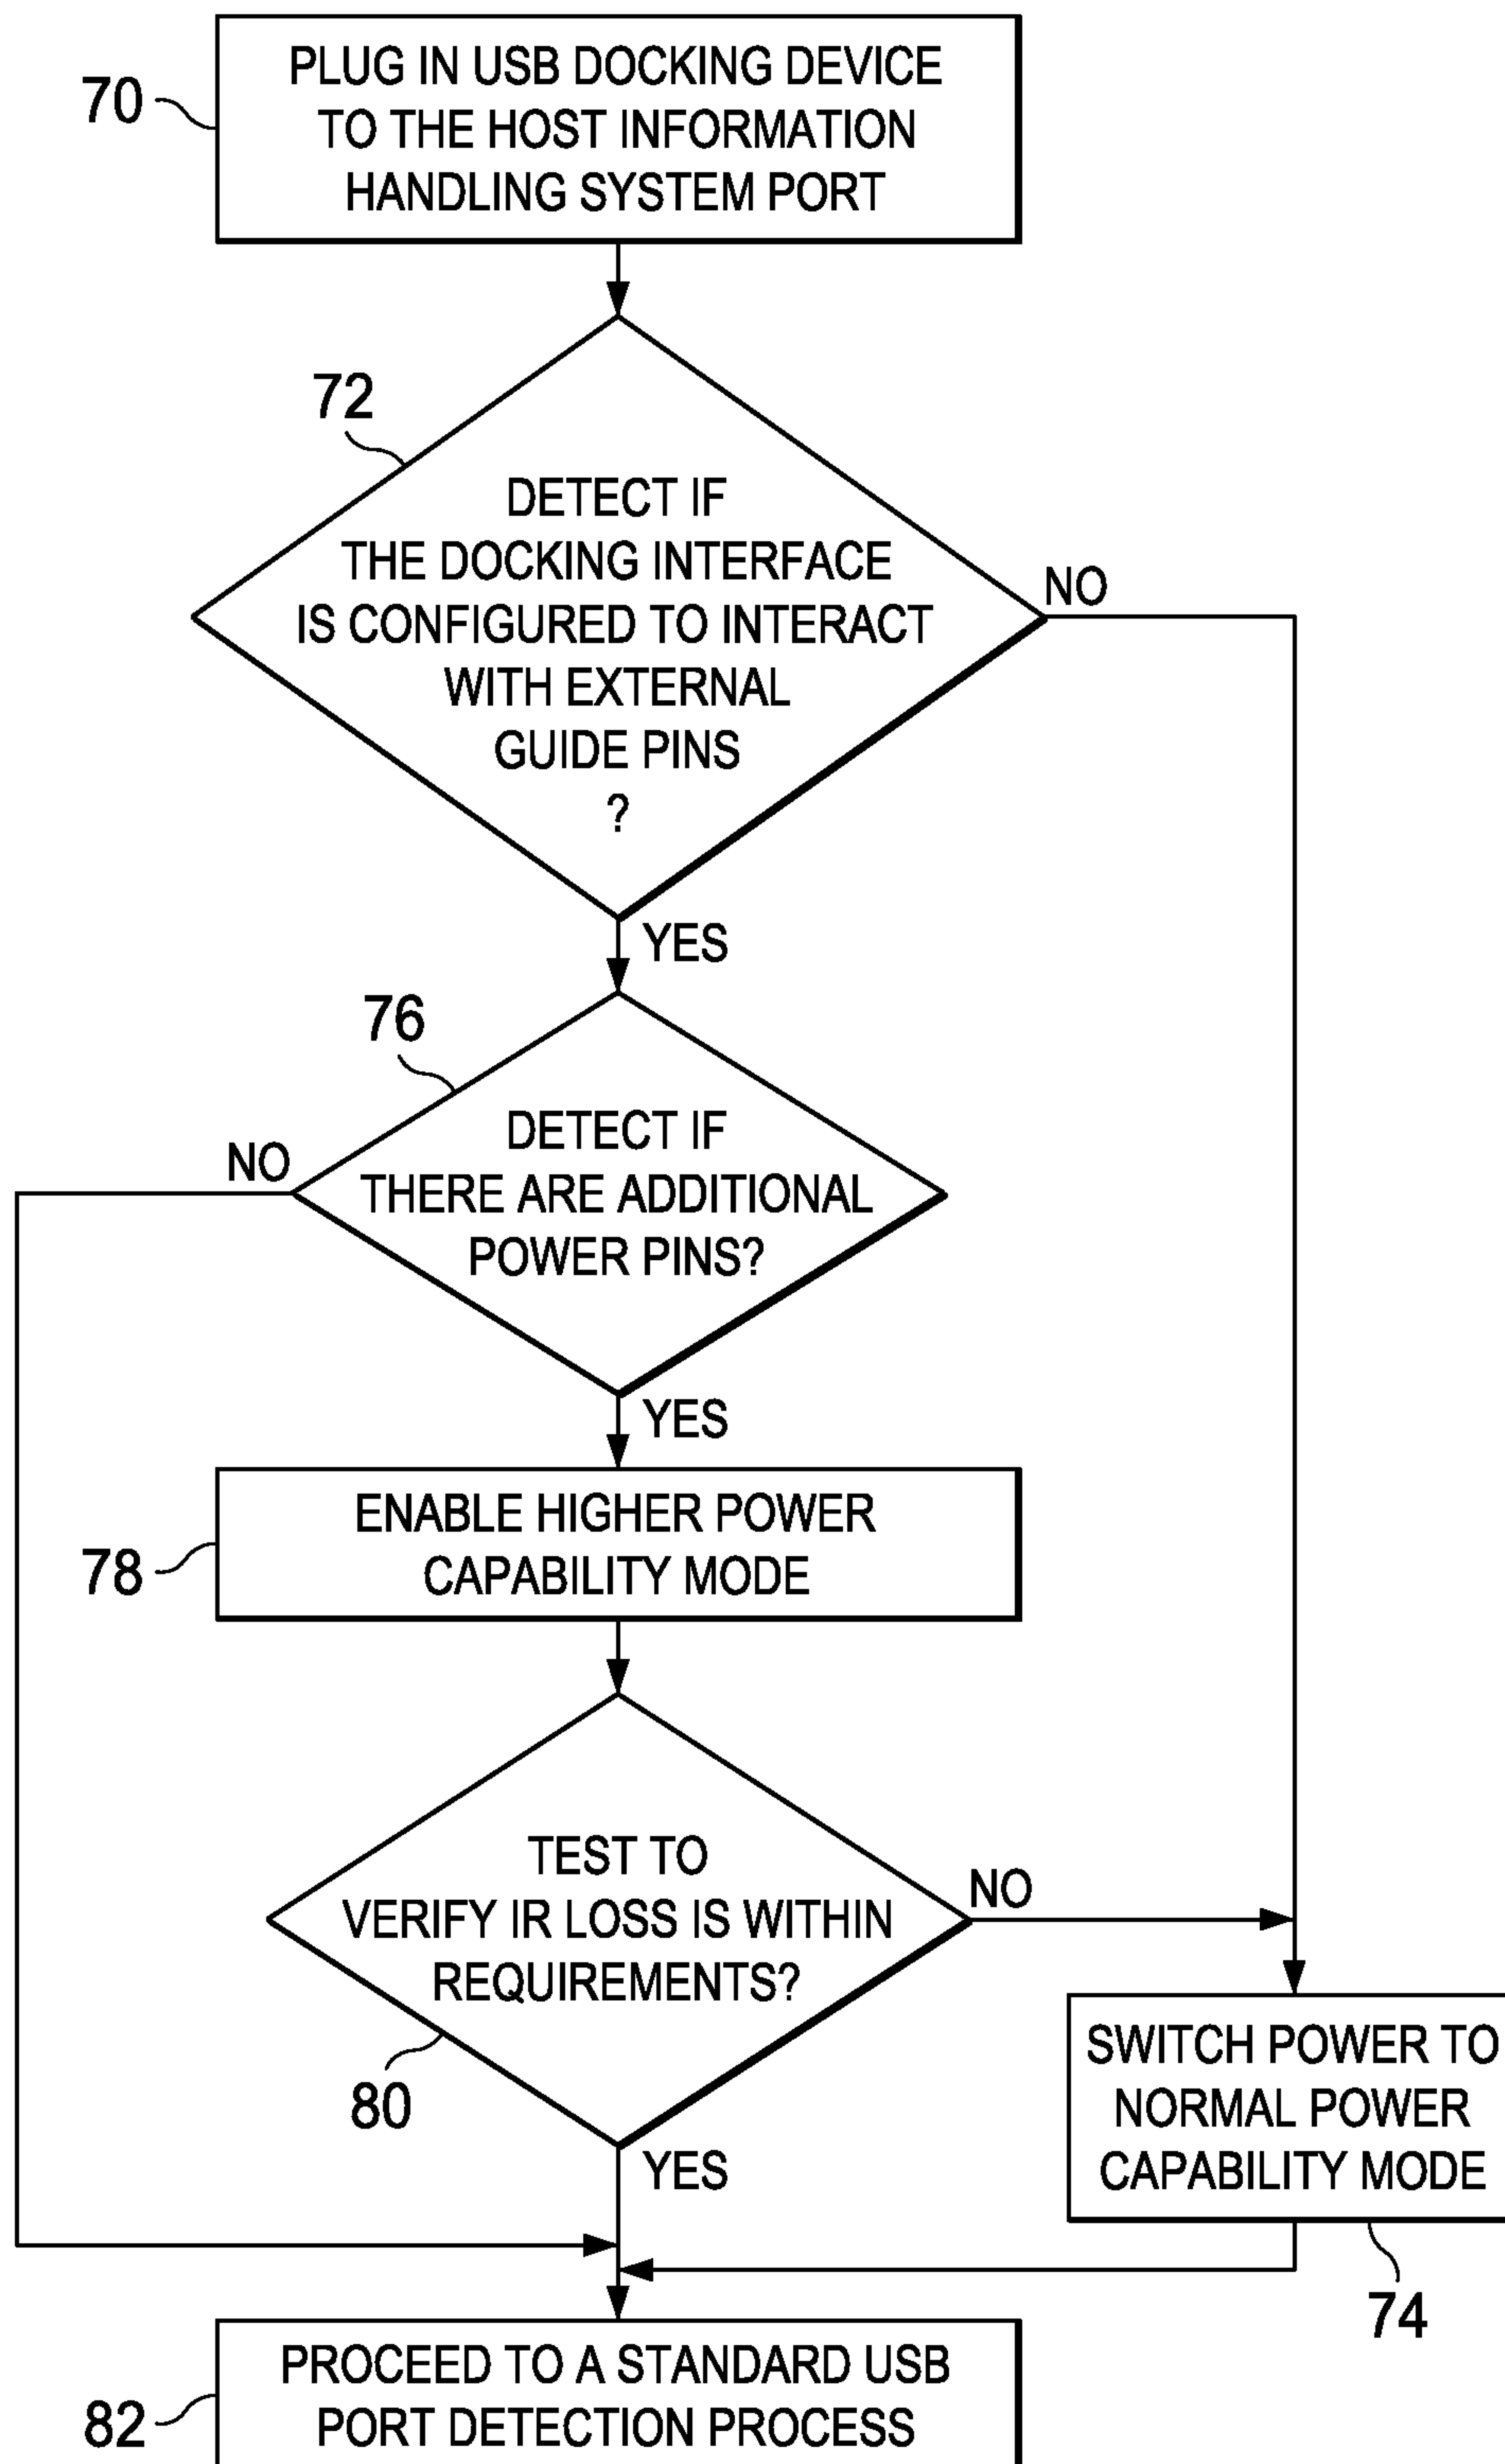 70
PLUG IN USB DOCKING DEVICE
TO THE HOST INFORMATION
HANDLING SYSTEM PORT
72
DETECT IF
THE DOCKING INTERFACE
IS CONFIGURED TO INTERACT
WITH EXTERNAL
GUIDE PINS
?
NO
YES
76
DETECT IF
THERE ARE ADDITIONAL
POWER PINS?
NO
YES
78
ENABLE HIGHER POWER
CAPABILITY MODE
TEST TO
VERIFY IR LOSS IS WITHIN
REQUIREMENTS?
NO
80
YES
SWITCH POWER TO
NORMAL POWER
CAPABILITY MODE
74
82
PROCEED TO A STANDARD USB
PORT DETECTION PROCESS